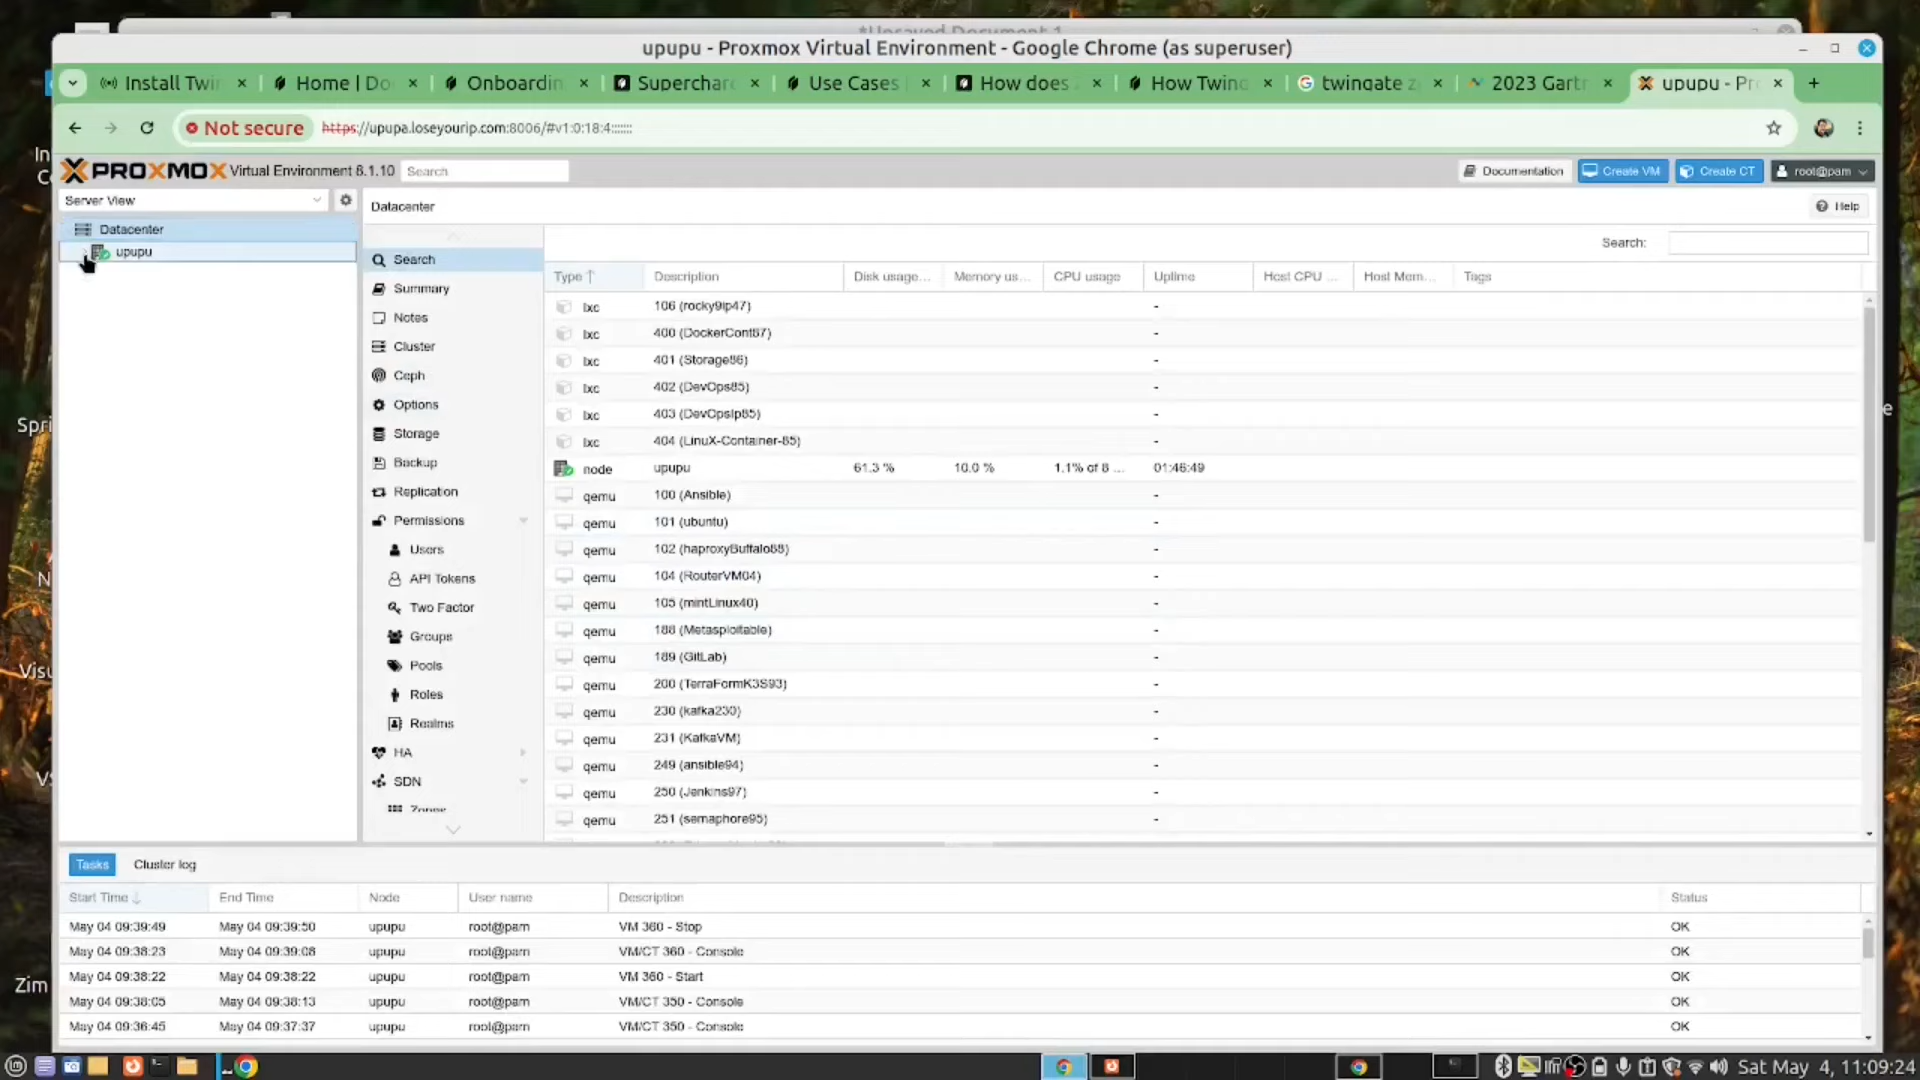 *Unsaved Document 1
upupu - Proxmox Virtual Environment - Google Chrome (as superuser)
Install Twin
Home | Do
Onboardin
Supercharg
Use Cases
How does
How Twing
twingate z
2023 Gartn
upupu - Pro
Not secure
https://upupa.loseyourip.com:8006/#v1:0:18:4:::::::
PROXMOX Virtual Environment 8.1.10
Search
Documentation
Create VM
Create CT
root@pam
Server View
Datacenter
Help
Datacenter
upupu
Search:
Search
Summary
Notes
Cluster
Ceph
Options
Storage
Backup
Replication
Permissions
Users
API Tokens
Two Factor
Groups
Pools
Roles
Realms
HA
SDN
Zones
Type Description Disk usage... Memory us... CPU usage Uptime Host CPU ... Host Mem... Tags
lxc 106 (rocky9ip47) -
lxc 400 (DockerCont87) -
lxc 401 (Storage86) -
lxc 402 (DevOps85) -
lxc 403 (DevOpsIp85) -
lxc 404 (LinuX-Container-85) -
node upupu 61.3 % 10.0 % 1.1% of 8 ... 01:46:49
qemu 100 (Ansible) -
qemu 101 (ubuntu) -
qemu 102 (haproxyBuffalo88) -
qemu 104 (RouterVM04) -
qemu 105 (mintLinux40) -
qemu 188 (Metasploitable) -
qemu 189 (GitLab) -
qemu 200 (TerraFormK3S93) -
qemu 230 (kafka230) -
qemu 231 (KafkaVM) -
qemu 249 (ansible94) -
qemu 250 (Jenkins97) -
qemu 251 (semaphore95) -
Tasks
Cluster log
Start Time End Time Node User name Description Status
May 04 09:39:49 May 04 09:39:50 upupu root@pam VM 360 - Stop OK
May 04 09:38:23 May 04 09:39:08 upupu root@pam VM/CT 360 - Console OK
May 04 09:38:22 May 04 09:38:22 upupu root@pam VM 360 - Start OK
May 04 09:38:05 May 04 09:38:13 upupu root@pam VM/CT 350 - Console OK
May 04 09:36:45 May 04 09:37:37 upupu root@pam VM/CT 350 - Console OK
Spri
Visu
Zim
Sat May 4, 11:09:24